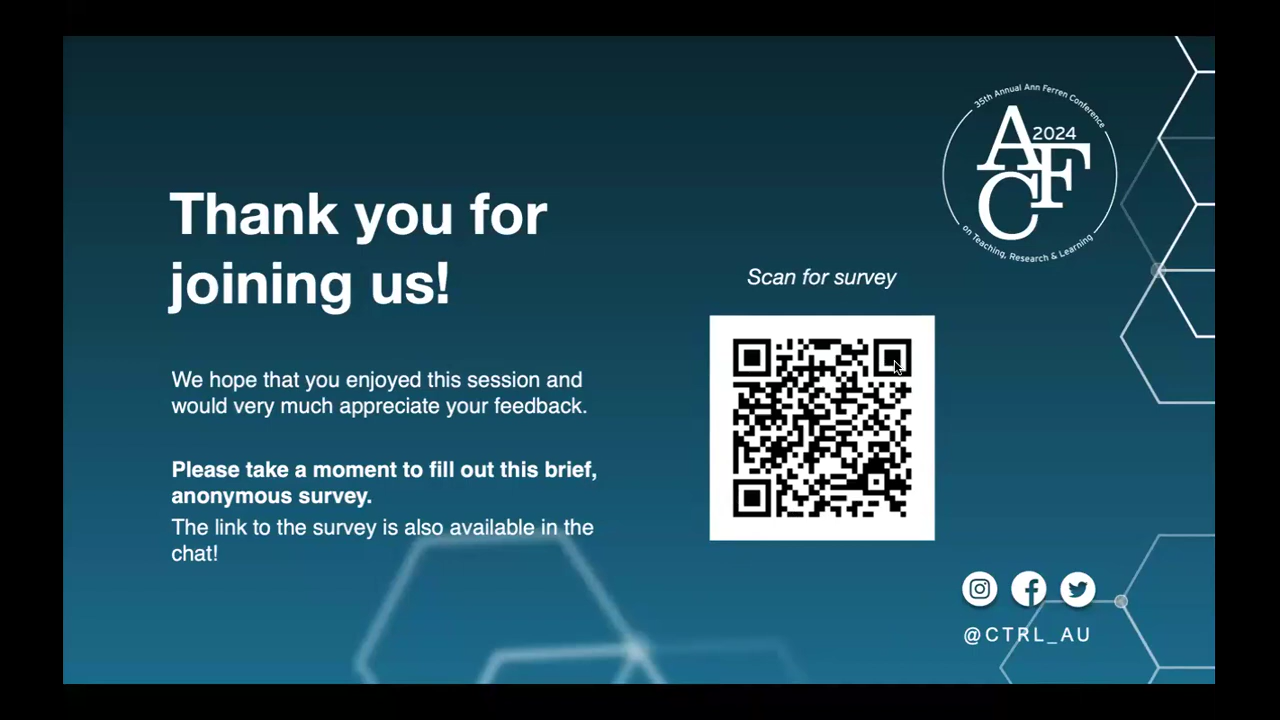 35th Annual Ann Ferren Conference
2024
AFC
on Teaching, Research & Learning
Thank you for
joining us!
Scan for survey
We hope that you enjoyed this session and
would very much appreciate your feedback.
Please take a moment to fill out this brief,
anonymous survey.
The link to the survey is also available in the
chat!
@CTRL_AU